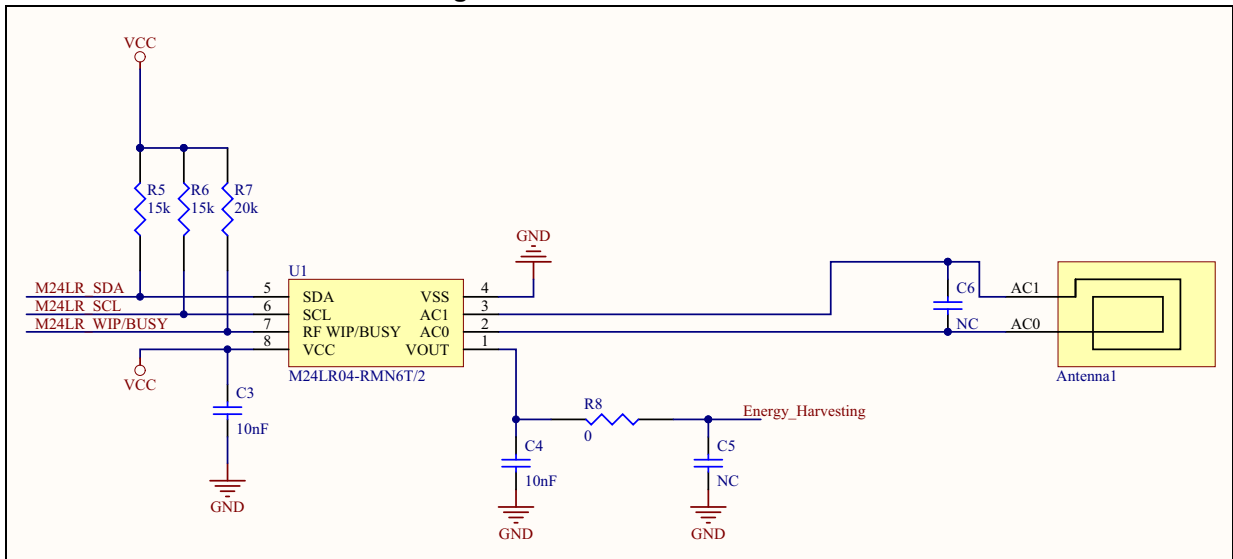 VCC
R5
15k
R6
15k
R7
20k
GND
U1
M24LR_SDA
5
SDA
VSS
4
M24LR_SCL
6
SCL
AC1
3
M24LR_WIP/BUSY
7
RF WIP/BUSY
AC0
2
8
VCC
VOUT
1
M24LR04-RMN6T/2
VCC
C6
NC
AC1
AC0
Antenna1
C3
10nF
GND
R8
0
Energy_Harvesting
C4
10nF
GND
C5
NC
GND